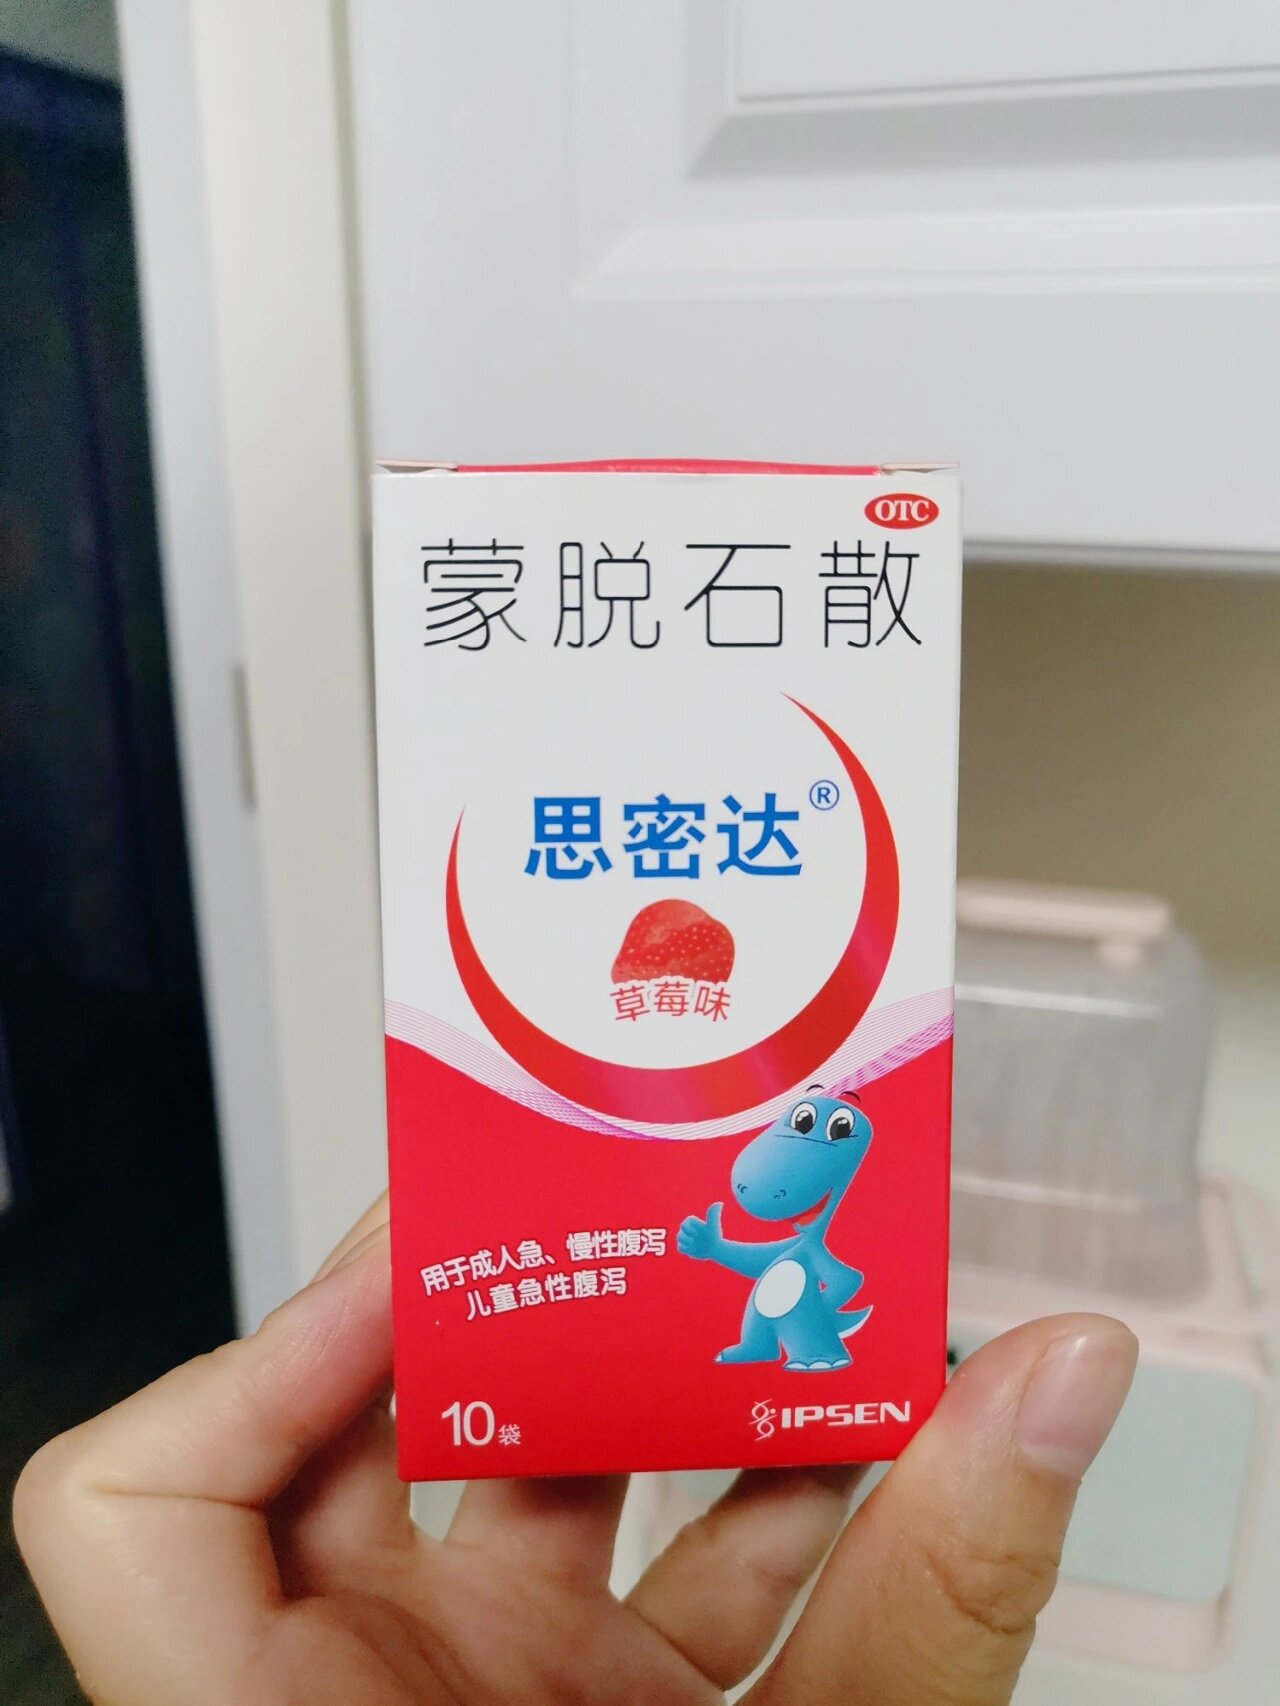 OTC
蒙脱石散
思密达®
草莓味
用于成人急、慢性腹泻
儿童急性腹泻
10袋
IPSEN